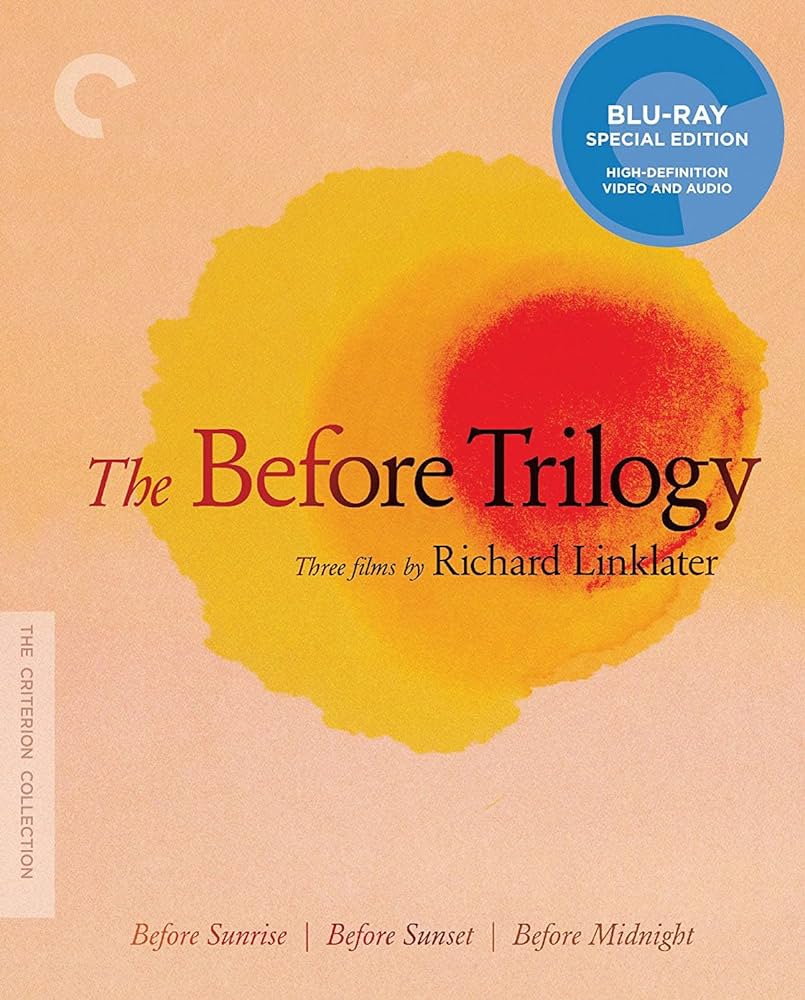 BLU-RAY
SPECIAL EDITION
HIGH-DEFINITION
VIDEO AND AUDIO
The Before Trilogy
Three films by Richard Linklater
THE CRITERION COLLECTION
Before Sunrise | Before Sunset | Before Midnight